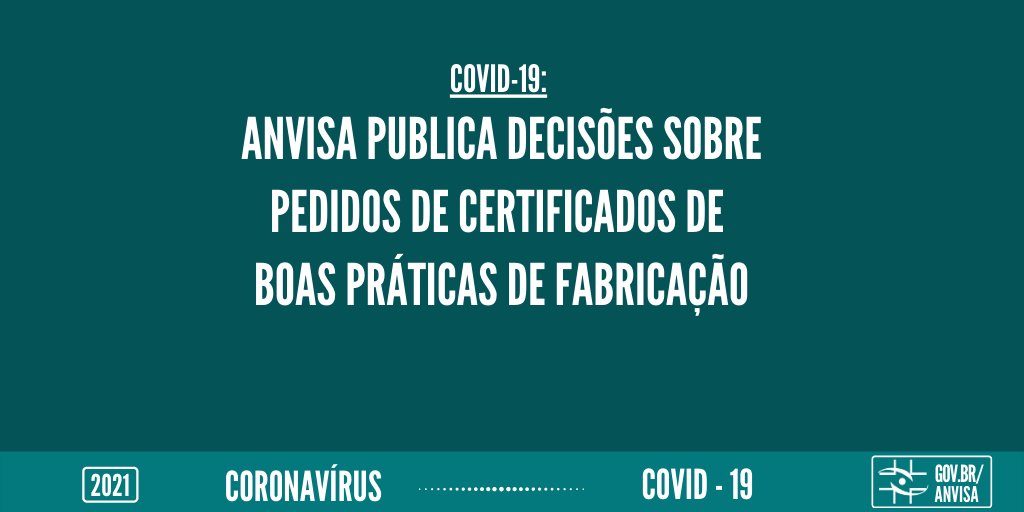 COVID-19:
ANVISA PUBLICA DECISÕES SOBRE
PEDIDOS DE CERTIFICADOS DE
BOAS PRÁTICAS DE FABRICAÇÃO
2021
CORONAVÍRUS
COVID - 19
GOV.BR/
ANVISA